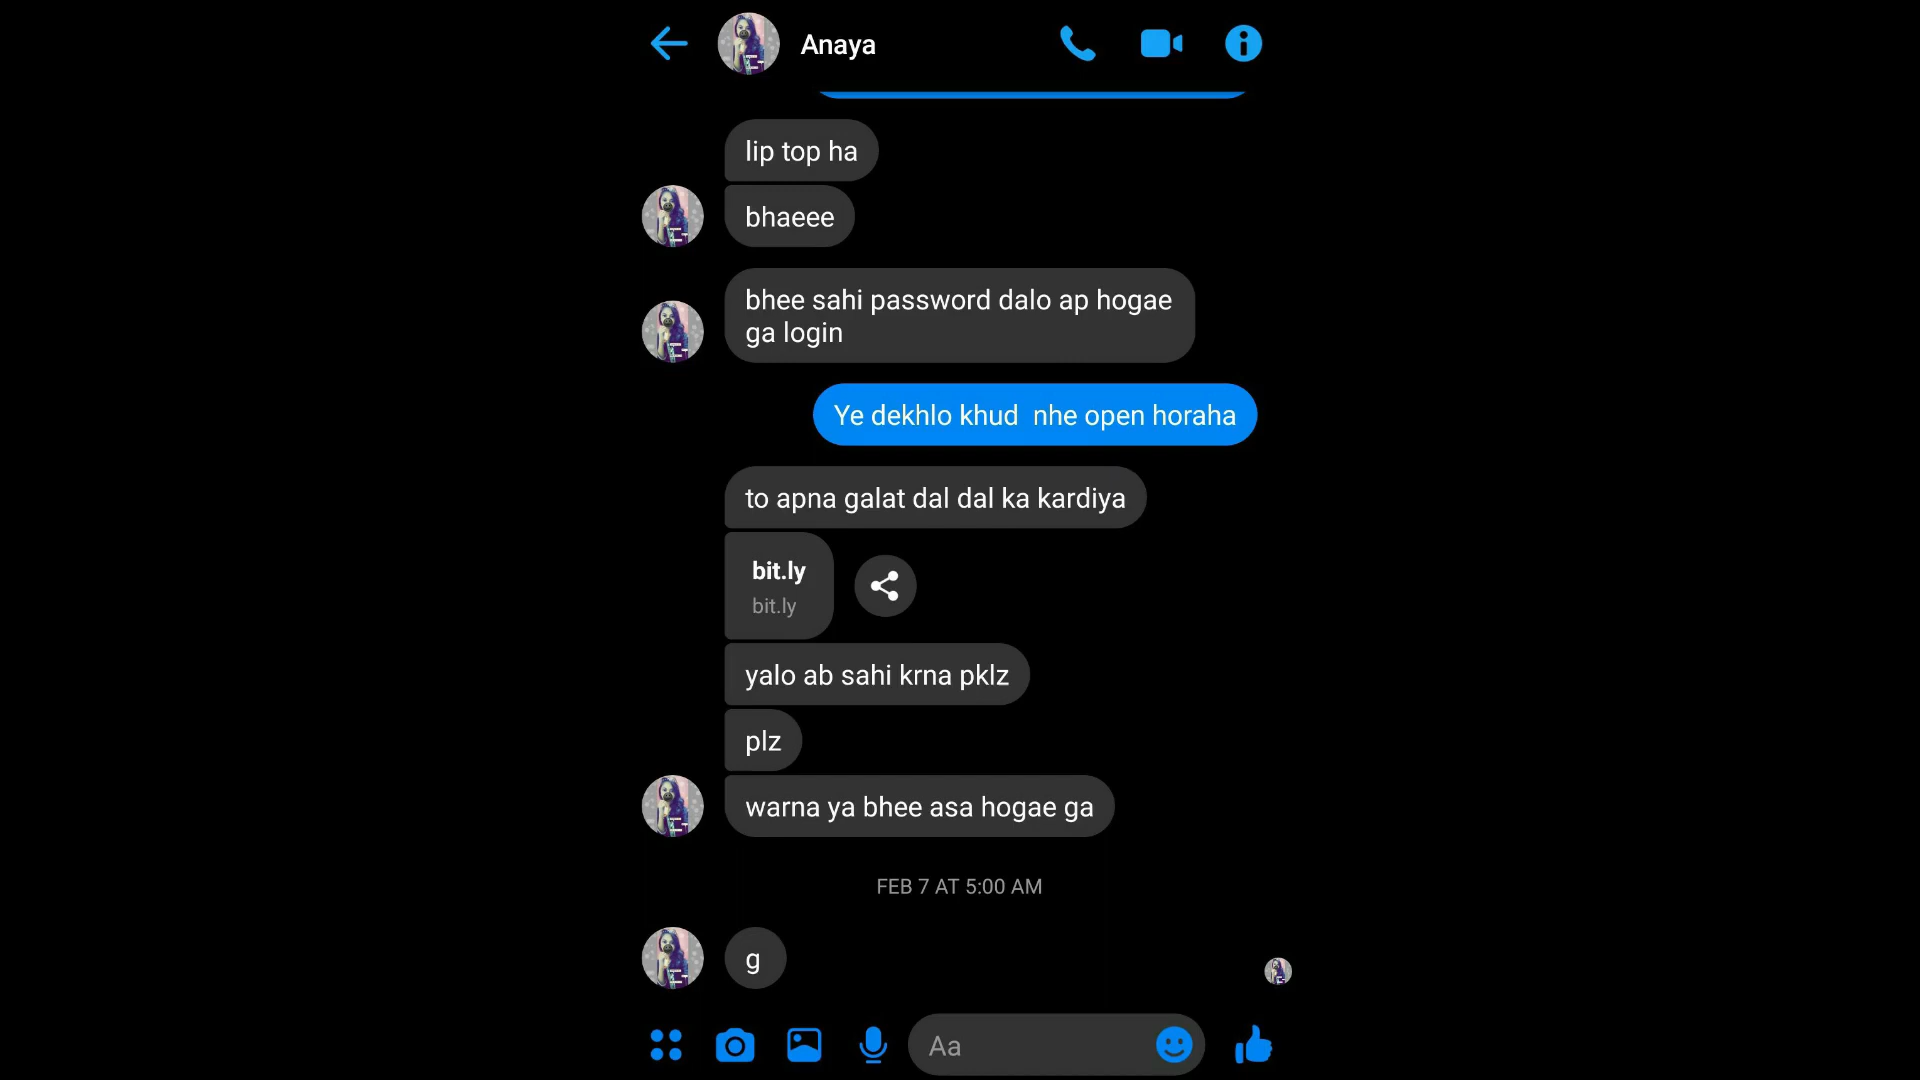 Anaya
lip top ha
bhaeee
bhee sahi password dalo ap hogae
ga login
Ye dekhlo khud  nhe open horaha
to apna galat dal dal ka kardiya
bit.ly
bit.ly
yalo ab sahi krna pklz
plz
warna ya bhee asa hogae ga
FEB 7 AT 5:00 AM
g
Aa